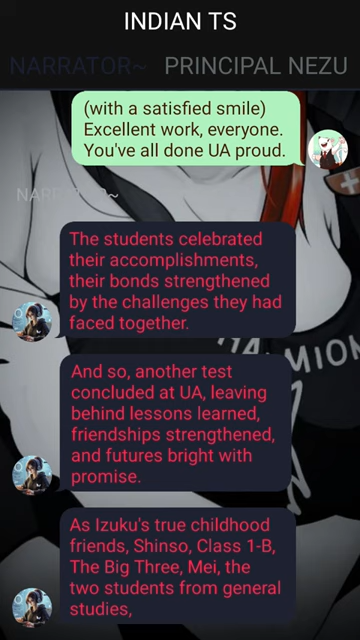 INDIAN TS
NARRATOR~ PRINCIPAL NEZU
(with a satisfied smile)
Excellent work, everyone.
You've all done UA proud.
The students celebrated
their accomplishments,
their bonds strengthened
by the challenges they had
faced together.
And so, another test
concluded at UA, leaving
behind lessons learned,
friendships strengthened,
and futures bright with
promise.
As Izuku's true childhood
friends, Shinso, Class 1-B,
The Big Three, Mei, the
two students from general
studies,